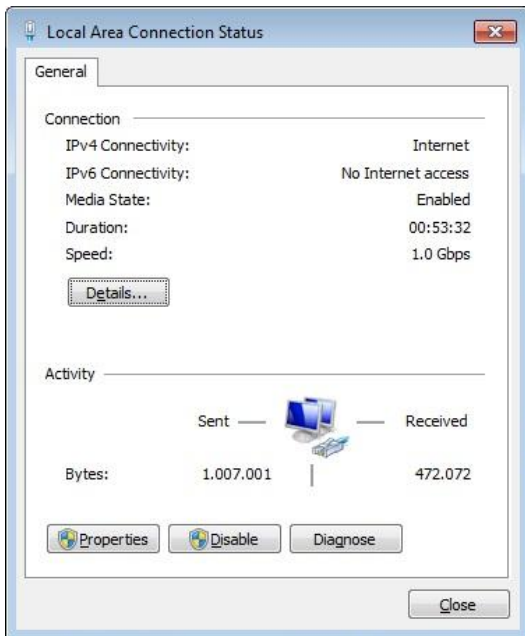 Local Area Connection Status
General
Connection
IPv4 Connectivity: Internet
IPv6 Connectivity: No Internet access
Media State: Enabled
Duration: 00:53:32
Speed: 1.0 Gbps
Details...
Activity
Sent Received
Bytes: 1.007.001 472.072
Properties Disable Diagnose
Close